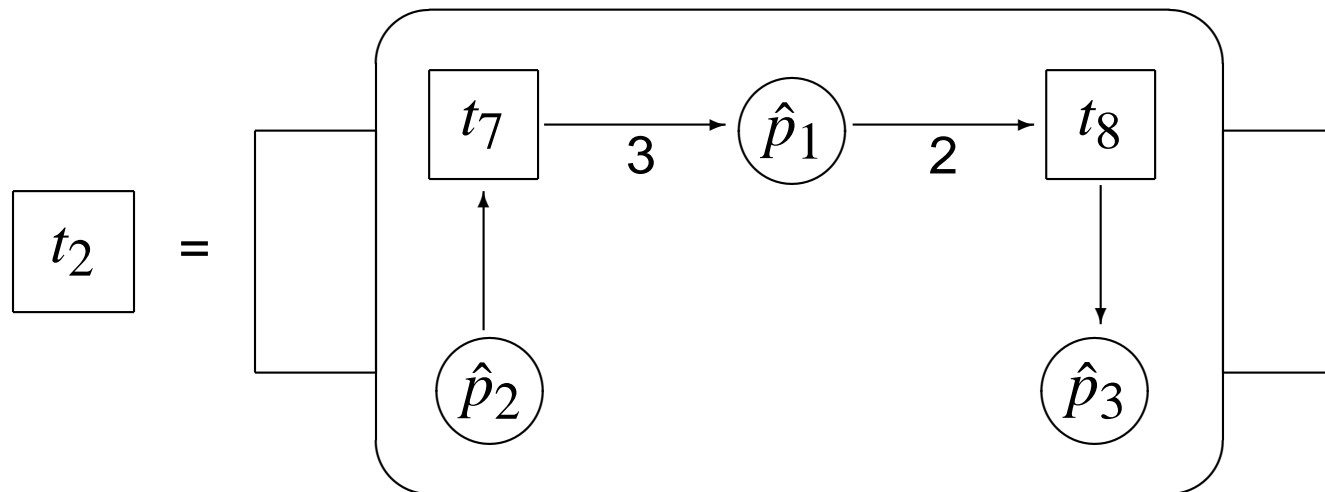 t₇ p̂₁ t₈
3 2
t₂ =
p̂₂ p̂₃